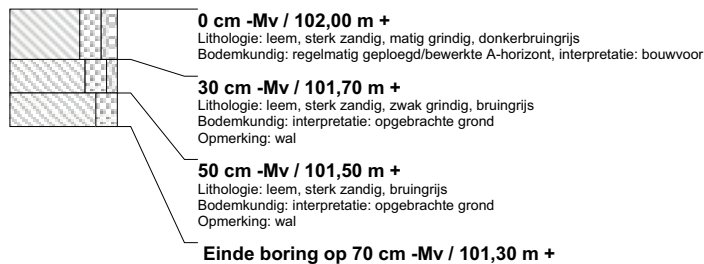 0 cm -Mv / 102,00 m +
Lithologie: leem, sterk zandig, matig grindig, donkerbruingrijs
Bodemkundig: regelmatig geploegd/bewerkte A-horizont, interpretatie: bouwvoor
30 cm -Mv / 101,70 m +
Lithologie: leem, sterk zandig, zwak grindig, bruingrijs
Bodemkundig: interpretatie: opgebrachte grond
Opmerking: wal
50 cm -Mv / 101,50 m +
Lithologie: leem, sterk zandig, bruingrijs
Bodemkundig: interpretatie: opgebrachte grond
Opmerking: wal
Einde boring op 70 cm -Mv / 101,30 m +